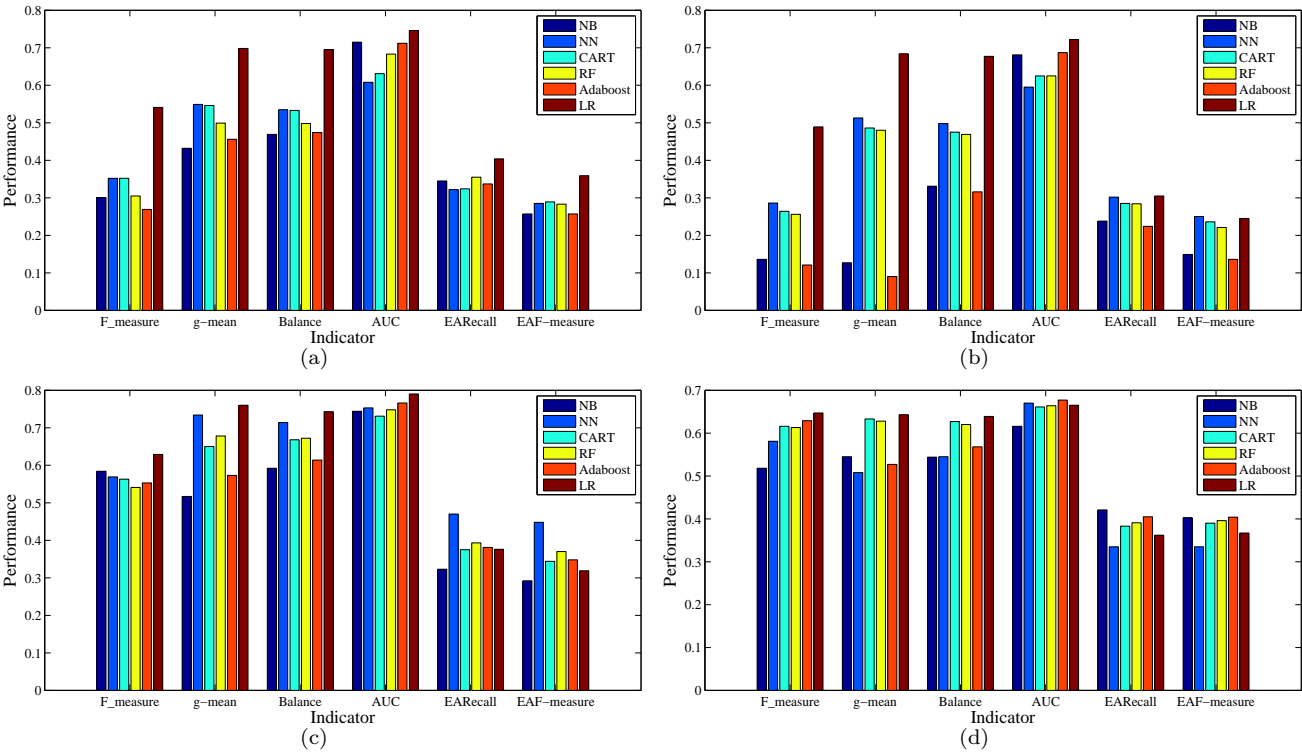 0.8
0.7
0.6
0.5
0.4
0.3
0.2
0.1
0
Performance
NB
NN
CART
RF
Adaboost
LR
F_measure g−mean Balance AUC EARecall EAF−measure
Indicator
(a)
0.8
0.7
0.6
0.5
0.4
0.3
0.2
0.1
0
Performance
NB
NN
CART
RF
Adaboost
LR
F_measure g−mean Balance AUC EARecall EAF−measure
Indicator
(b)
0.8
0.7
0.6
0.5
0.4
0.3
0.2
0.1
0
Performance
NB
NN
CART
RF
Adaboost
LR
F_measure g−mean Balance AUC EARecall EAF−measure
Indicator
(c)
0.7
0.6
0.5
0.4
0.3
0.2
0.1
0
Performance
NB
NN
CART
RF
Adaboost
LR
F_measure g−mean Balance AUC EARecall EAF−measure
Indicator
(d)